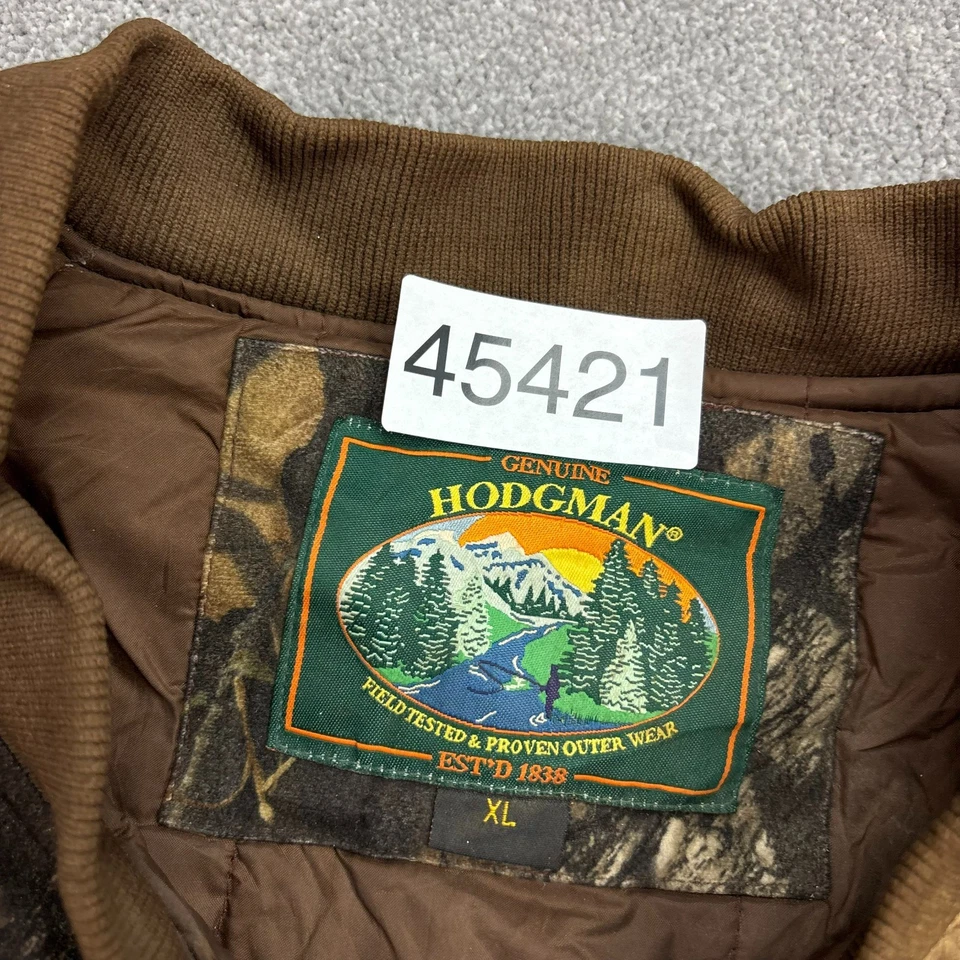 45421
GENUINE
HODGMAN®
FIELD TESTED & PROVEN OUTER WEAR
EST'D 1838
XL